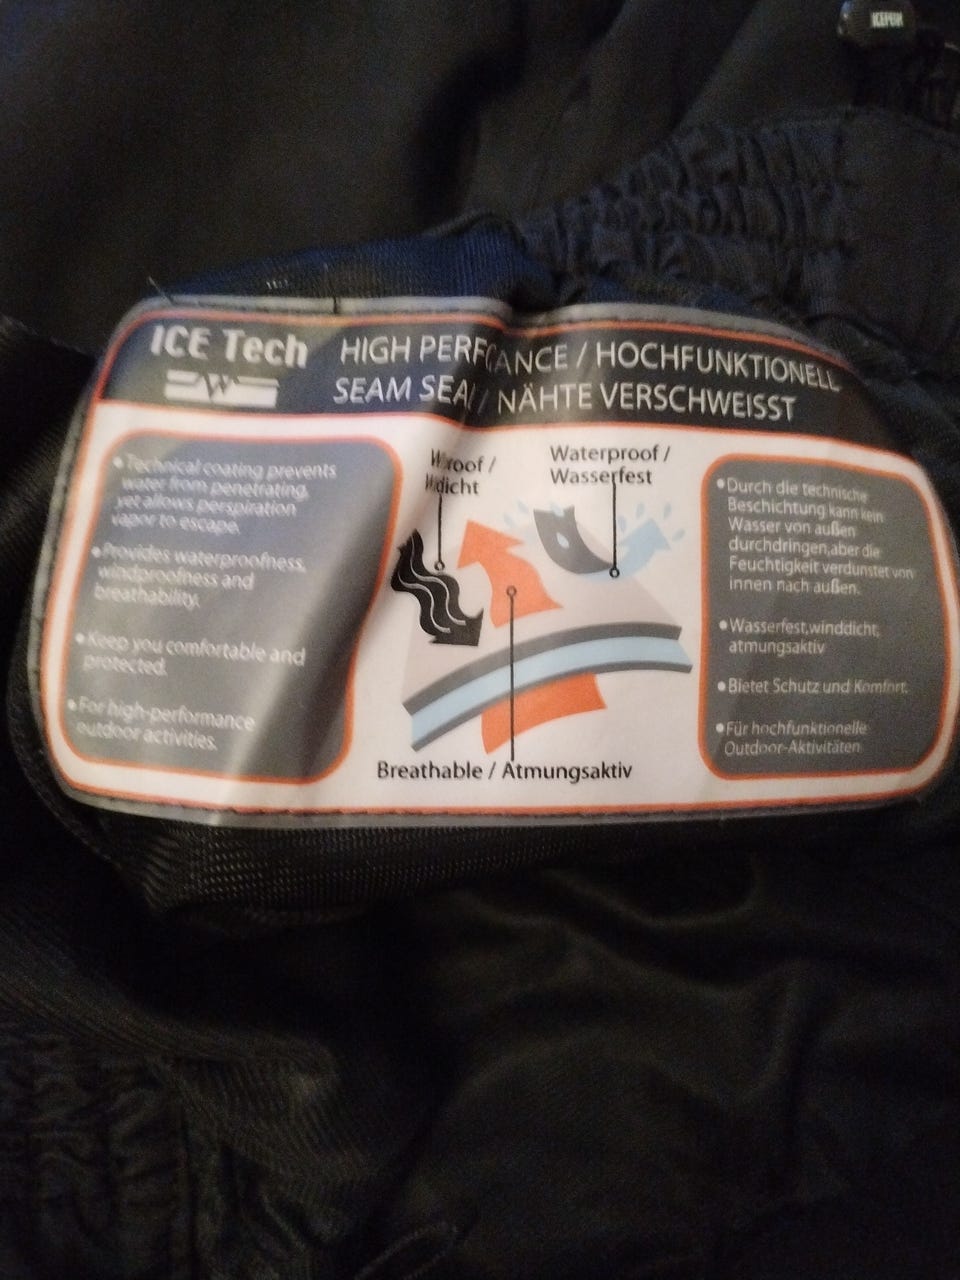 ICEPEAK
ICE Tech
W
HIGH PERF ANCE / HOCHFUNKTIONELL
SEAM SEA / NÄHTE VERSCHWEISST
• Technical coating prevents
water from penetrating,
yet allows perspiration
vapor to escape.
• Provides waterproofness,
windproofness and
breathability.
• Keep you comfortable and
protected.
• For high-performance
outdoor activities.
W roof /
W dicht
Waterproof /
Wasserfest
Breathable / Atmungsaktiv
• Durch die technische
Beschichtung kann kein
Wasser von außen
durchdringen,aber die
Feuchtigkeit verdunstet von
innen nach außen.
• Wasserfest,winddicht,
atmungsaktiv
• Bietet Schutz und Komfort.
• Für hochfunktionelle
Outdoor-Aktivitäten